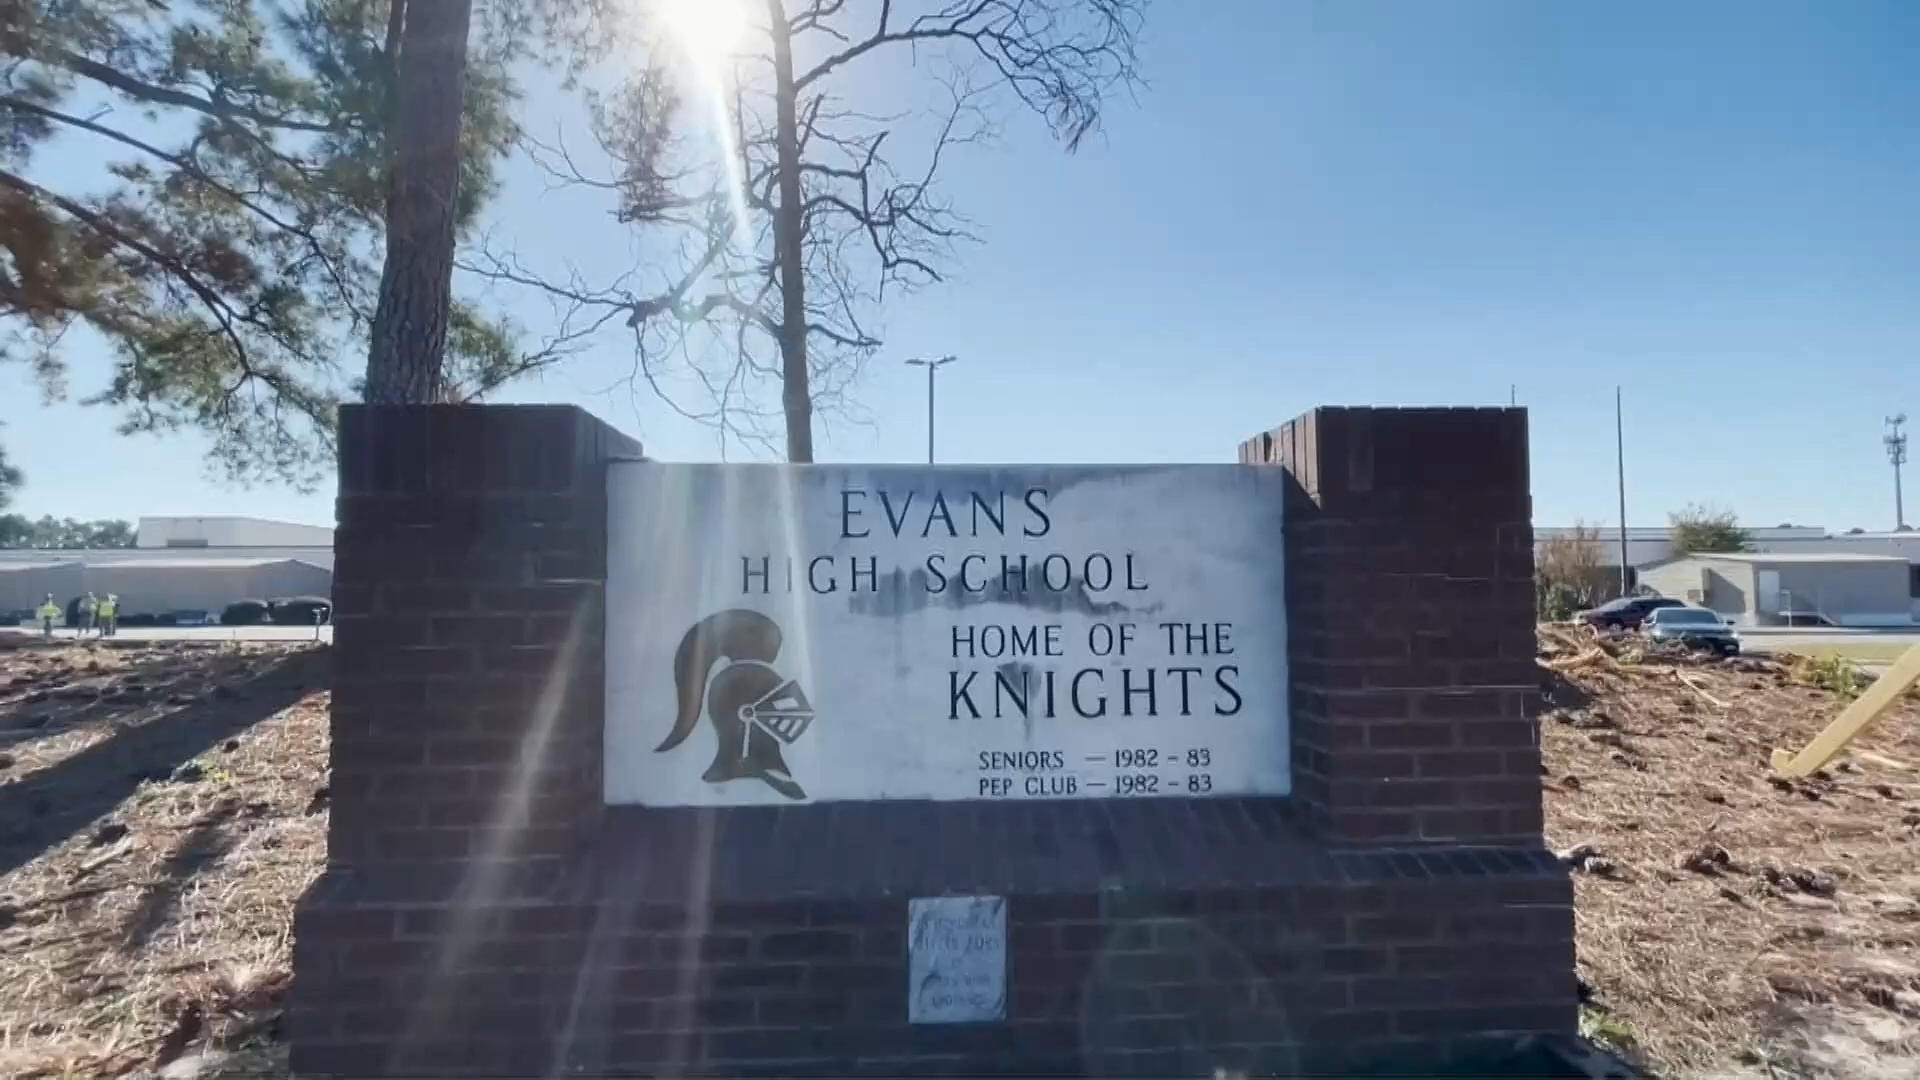 EVANS
HIGH SCHOOL
HOME OF THE
KNIGHTS
SENIORS — 1982 - 83
PEP CLUB — 1982 - 83